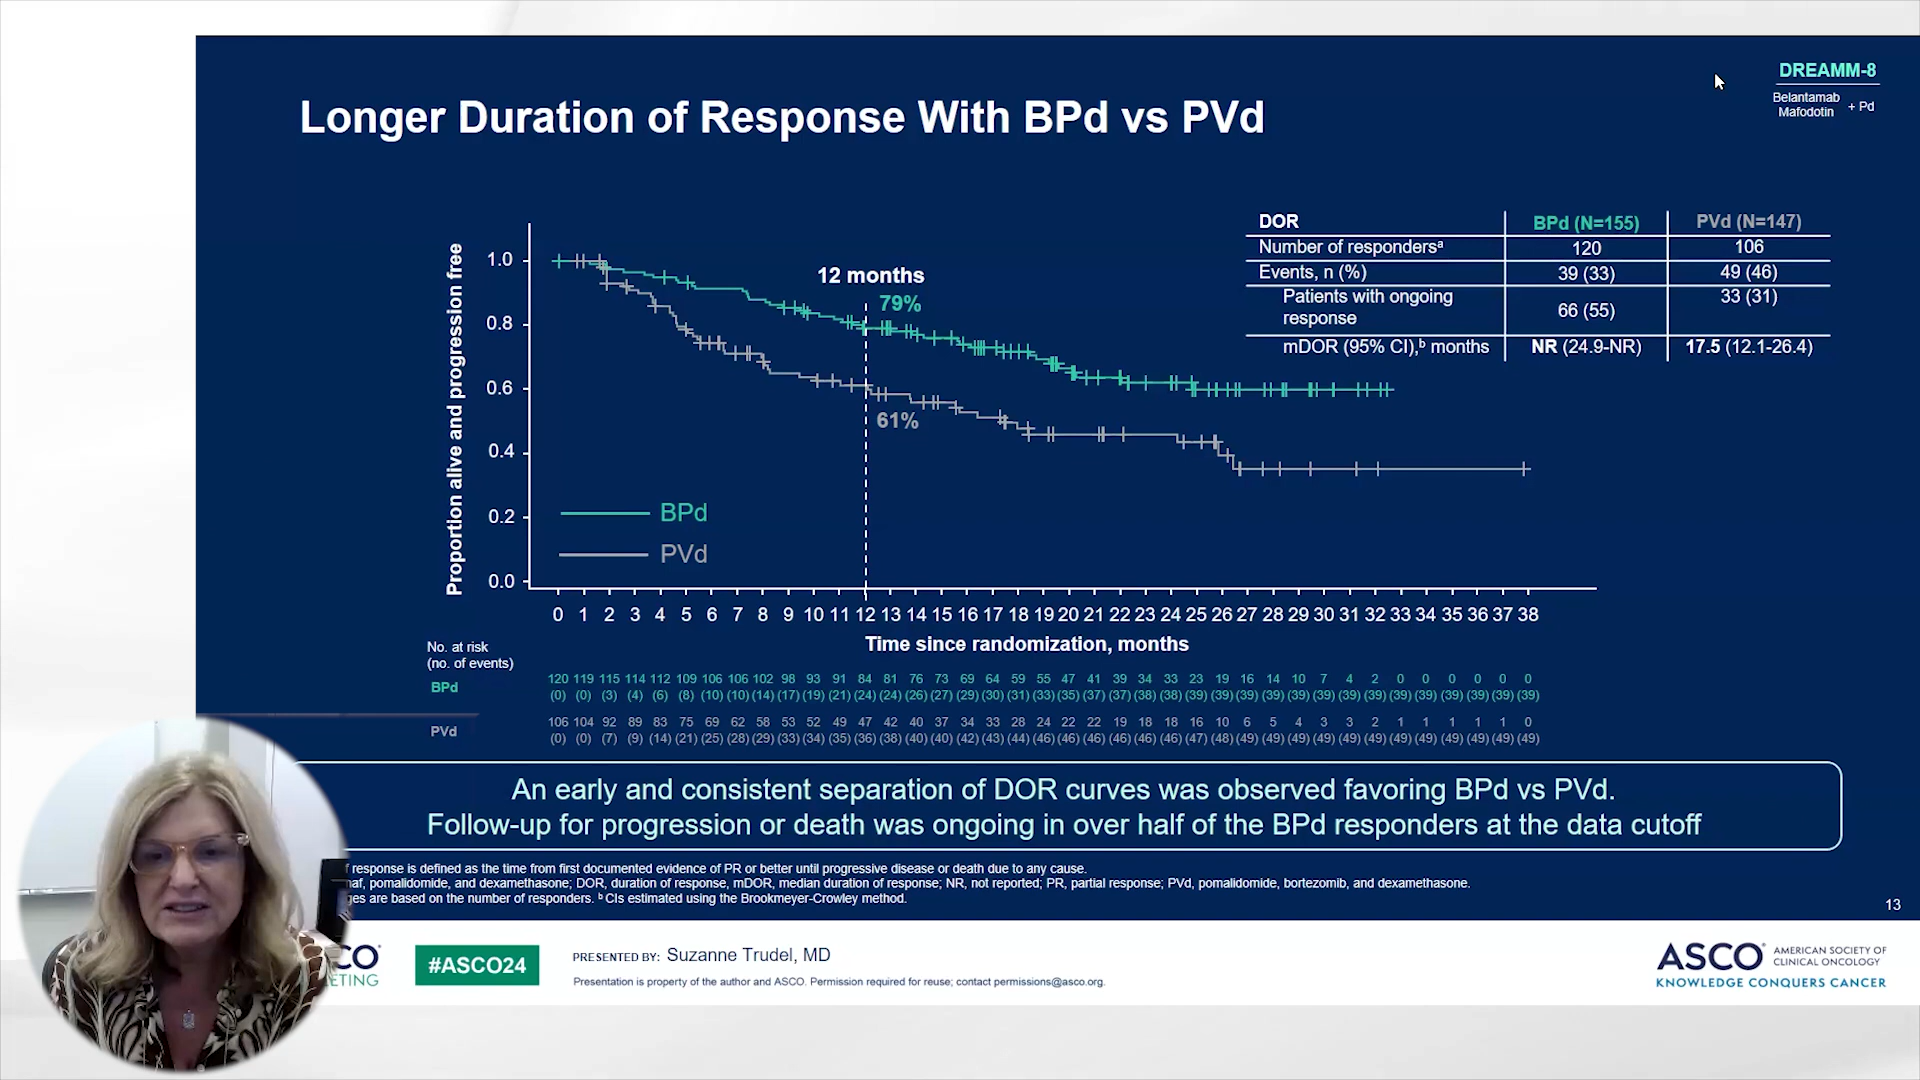 DREAMM-8
Belantamab
Mafodotin + Pd
Longer Duration of Response With BPd vs PVd
DOR BPd (N=155) PVd (N=147)
Number of respondersᵃ 120 106
Events, n (%) 39 (33) 49 (46)
Patients with ongoing response 66 (55) 33 (31)
mDOR (95% CI),ᵇ months NR (24.9-NR) 17.5 (12.1-26.4)
Proportion alive and progression free
1.0
0.8
0.6
0.4
0.2
0.0
12 months
79%
61%
BPd
PVd
0 1 2 3 4 5 6 7 8 9 10 11 12 13 14 15 16 17 18 19 20 21 22 23 24 25 26 27 28 29 30 31 32 33 34 35 36 37 38
Time since randomization, months
No. at risk
(no. of events)
BPd
120 119 115 114 112 109 106 106 102 98 93 91 84 81 76 73 69 64 59 55 47 41 39 34 33 23 19 16 14 10 7 4 2 0 0 0 0 0 0
(0) (0) (3) (4) (6) (8) (10) (10) (14) (17) (19) (21) (24) (24) (26) (27) (29) (30) (31) (33) (35) (37) (37) (38) (38) (39) (39) (39) (39) (39) (39) (39) (39) (39) (39) (39) (39) (39) (39)
PVd
106 104 92 89 83 75 69 62 58 53 52 49 47 42 40 37 34 33 28 24 22 22 19 18 18 16 10 6 5 4 3 3 2 1 1 1 1 1 0
(0) (0) (7) (9) (14) (21) (25) (28) (29) (33) (34) (35) (36) (38) (40) (40) (42) (43) (44) (46) (46) (46) (46) (46) (46) (47) (48) (49) (49) (49) (49) (49) (49) (49) (49) (49) (49) (49) (49)
An early and consistent separation of DOR curves was observed favoring BPd vs PVd.
Follow-up for progression or death was ongoing in over half of the BPd responders at the data cutoff
response is defined as the time from first documented evidence of PR or better until progressive disease or death due to any cause.
pomalidomide, and dexamethasone; DOR, duration of response, mDOR, median duration of response; NR, not reported; PR, partial response; PVd, pomalidomide, bortezomib, and dexamethasone.
are based on the number of responders. ᵇ CIs estimated using the Brookmeyer-Crowley method.
13
#ASCO24
PRESENTED BY: Suzanne Trudel, MD
Presentation is property of the author and ASCO. Permission required for reuse; contact permissions@asco.org.
ASCO AMERICAN SOCIETY OF
CLINICAL ONCOLOGY
KNOWLEDGE CONQUERS CANCER